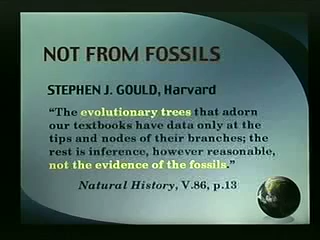 NOT FROM FOSSILS
STEPHEN J. GOULD, Harvard
“The evolutionary trees that adorn
our textbooks have data only at the
tips and nodes of their branches; the
rest is inference, however reasonable,
not the evidence of the fossils.”
Natural History, V.86, p.13